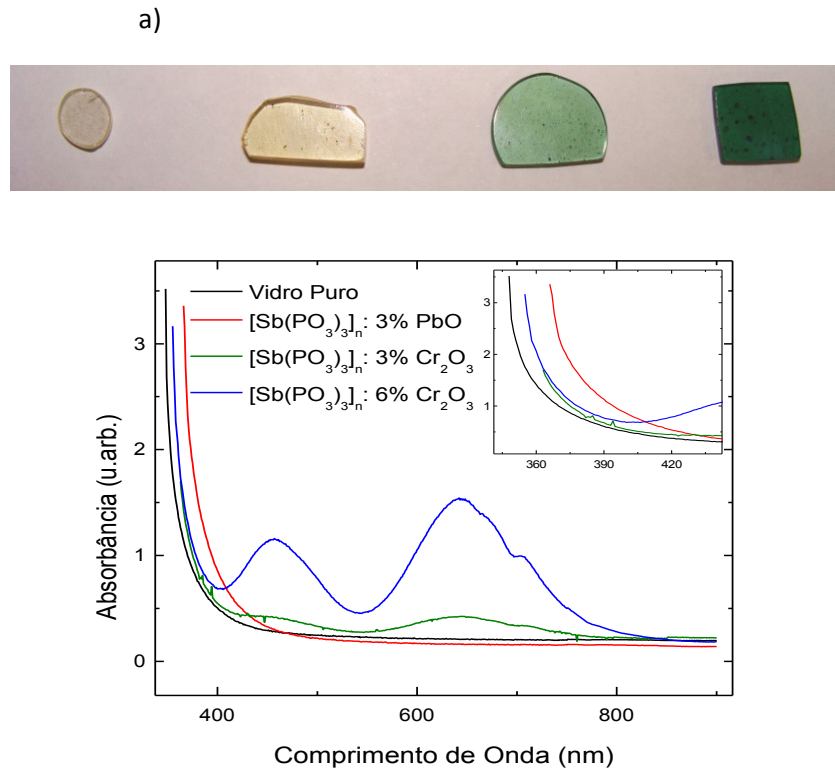 a)
Vidro Puro
[Sb(PO3)3]n: 3% PbO
[Sb(PO3)3]n: 3% Cr2O3
[Sb(PO3)3]n: 6% Cr2O3
3
2
1
360 390 420
3
2
1
0
Absorbância (u.arb.)
400 600 800
Comprimento de Onda (nm)